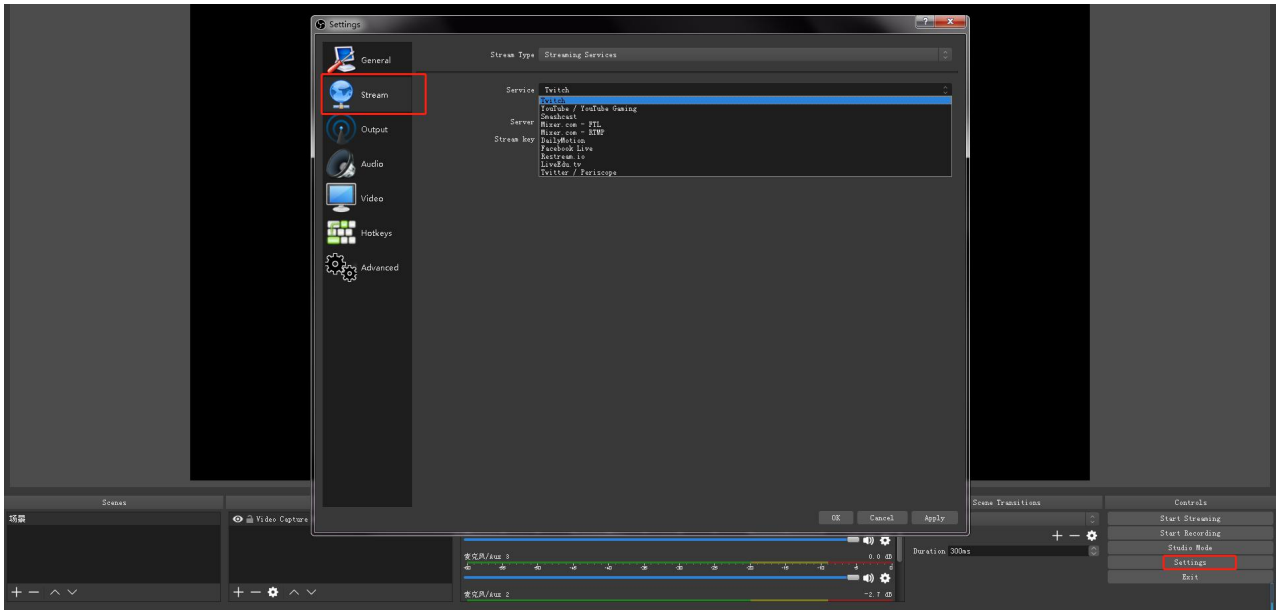 Settings
General
Stream
Output
Audio
Video
Hotkeys
Advanced
Stream Type Streaming Services
Service Twitch
Twitch
YouTube / YouTube Gaming
Smashcast
Mixer.com - FTL
Mixer.com - RTMP
DailyMotion
Facebook Live
Restream.io
LiveEdu.tv
Twitter / Periscope
Server
Stream key
OK Cancel Apply
Scenes
场景
Video Capture
麦克风/Aux 3 0.0 dB
麦克风/Aux 2 -2.7 dB
Scene Transitions
Duration 300ms
Controls
Start Streaming
Start Recording
Studio Mode
Settings
Exit